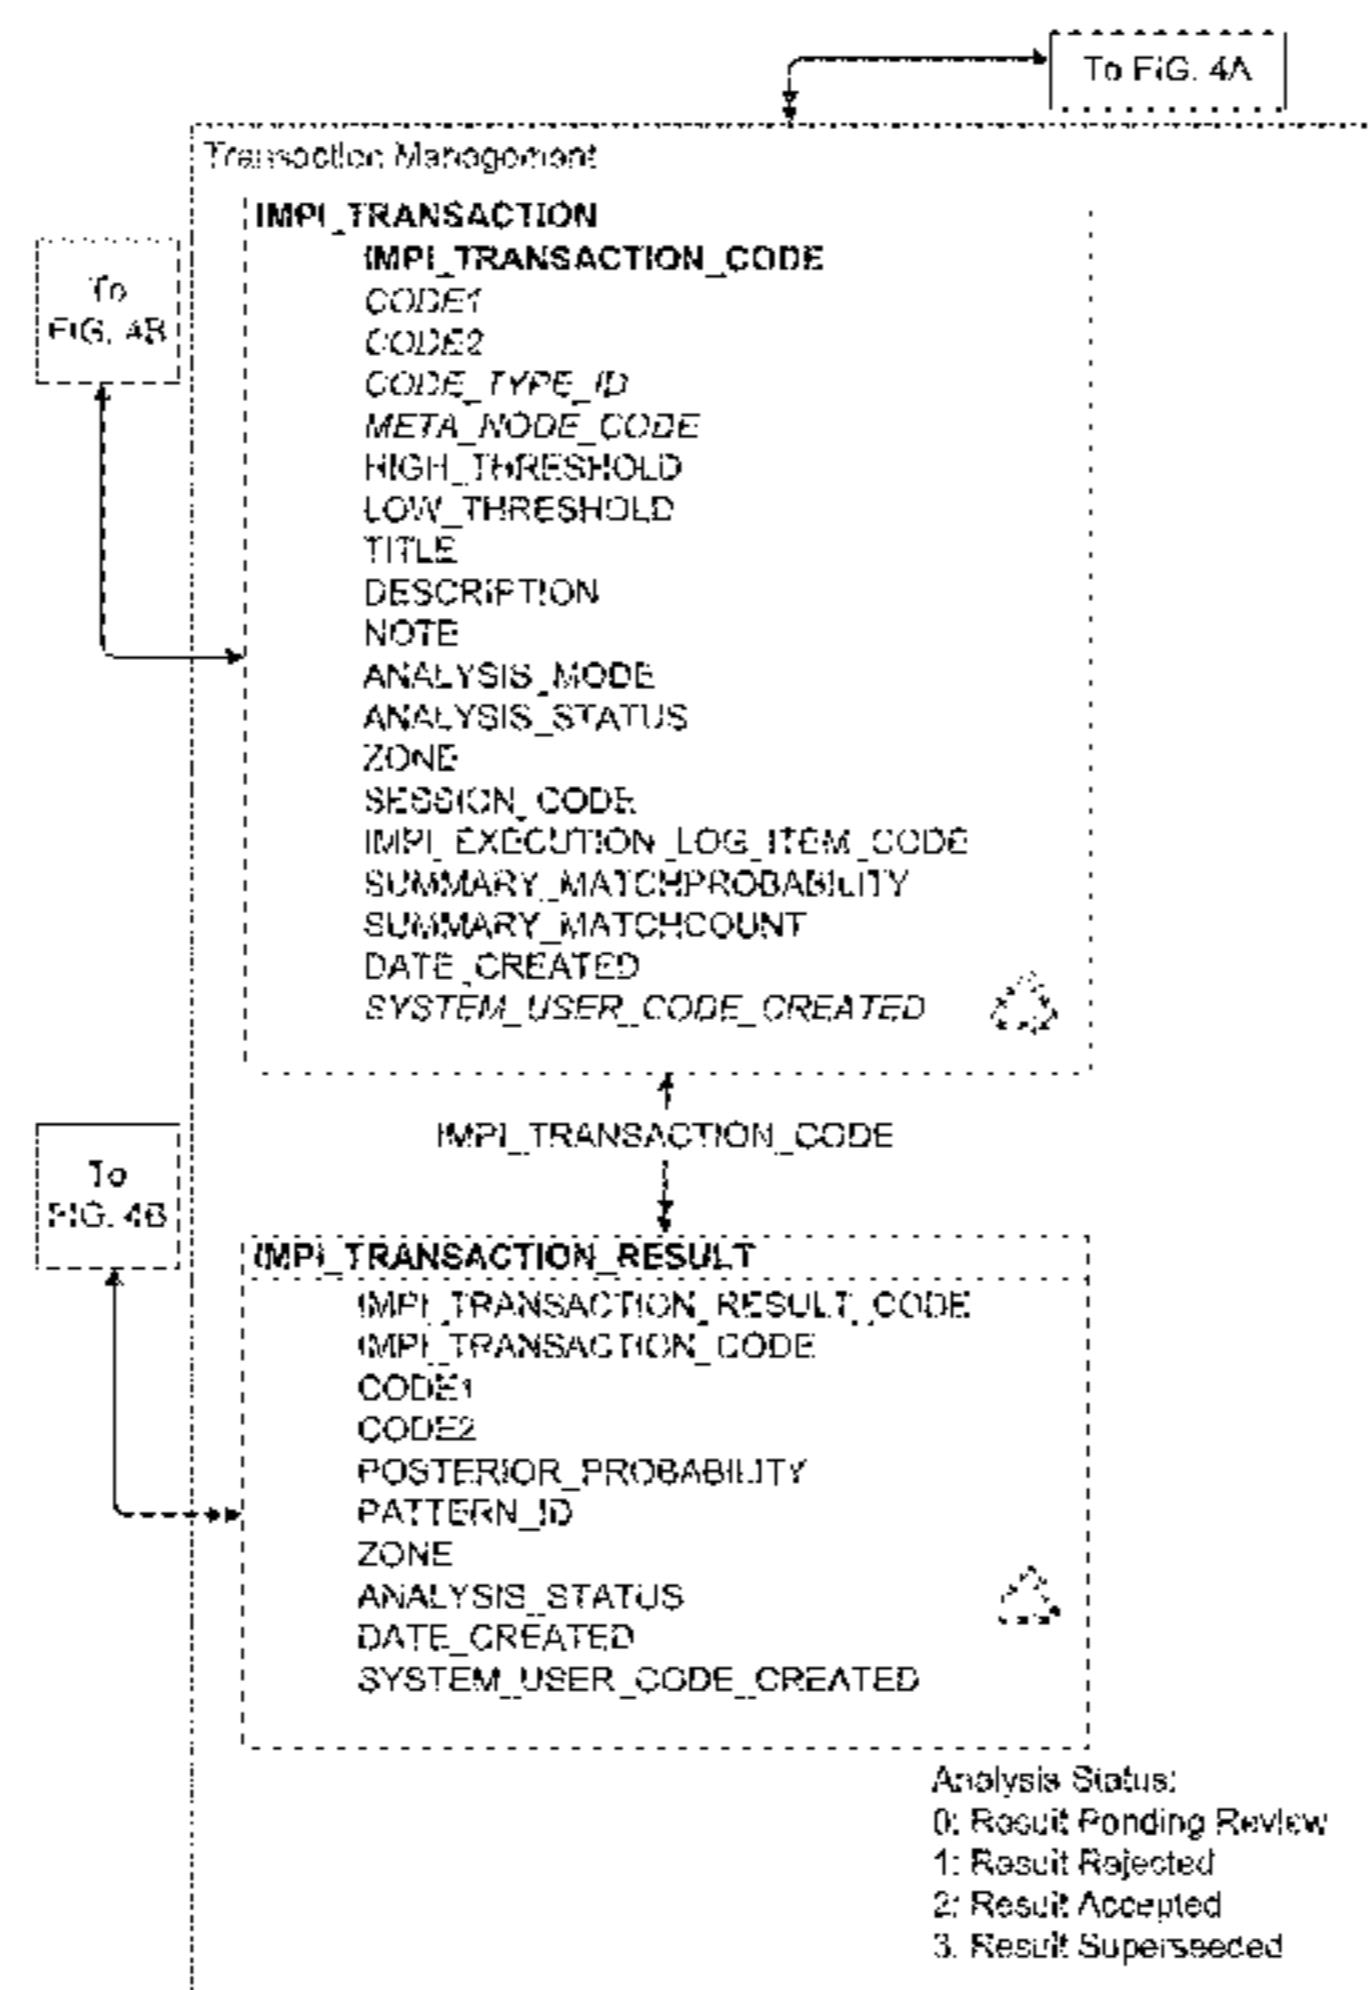 To FIG. 4A
Transaction Management
IMPI_TRANSACTION
IMPI_TRANSACTION_CODE
CODE1
CODE2
CODE_TYPE_ID
META_NODE_CODE
HIGH_THRESHOLD
LOW_THRESHOLD
TITLE
DESCRIPTION
NOTE
ANALYSIS_MODE
ANALYSIS_STATUS
ZONE
SESSION_CODE
IMPI_EXECUTION_LOG_ITEM_CODE
SUMMARY_MATCHPROBABILITY
SUMMARY_MATCHCOUNT
DATE_CREATED
SYSTEM_USER_CODE_CREATED
To
FIG. 4B
IMPI_TRANSACTION_CODE
To
FIG. 4B
IMPI_TRANSACTION_RESULT
IMPI_TRANSACTION_RESULT_CODE
IMPI_TRANSACTION_CODE
CODE1
CODE2
POSTERIOR_PROBABILITY
PATTERN_ID
ZONE
ANALYSIS_STATUS
DATE_CREATED
SYSTEM_USER_CODE_CREATED
Analysis Status:
0: Result Pending Review
1: Result Rejected
2: Result Accepted
3. Result Superseeded